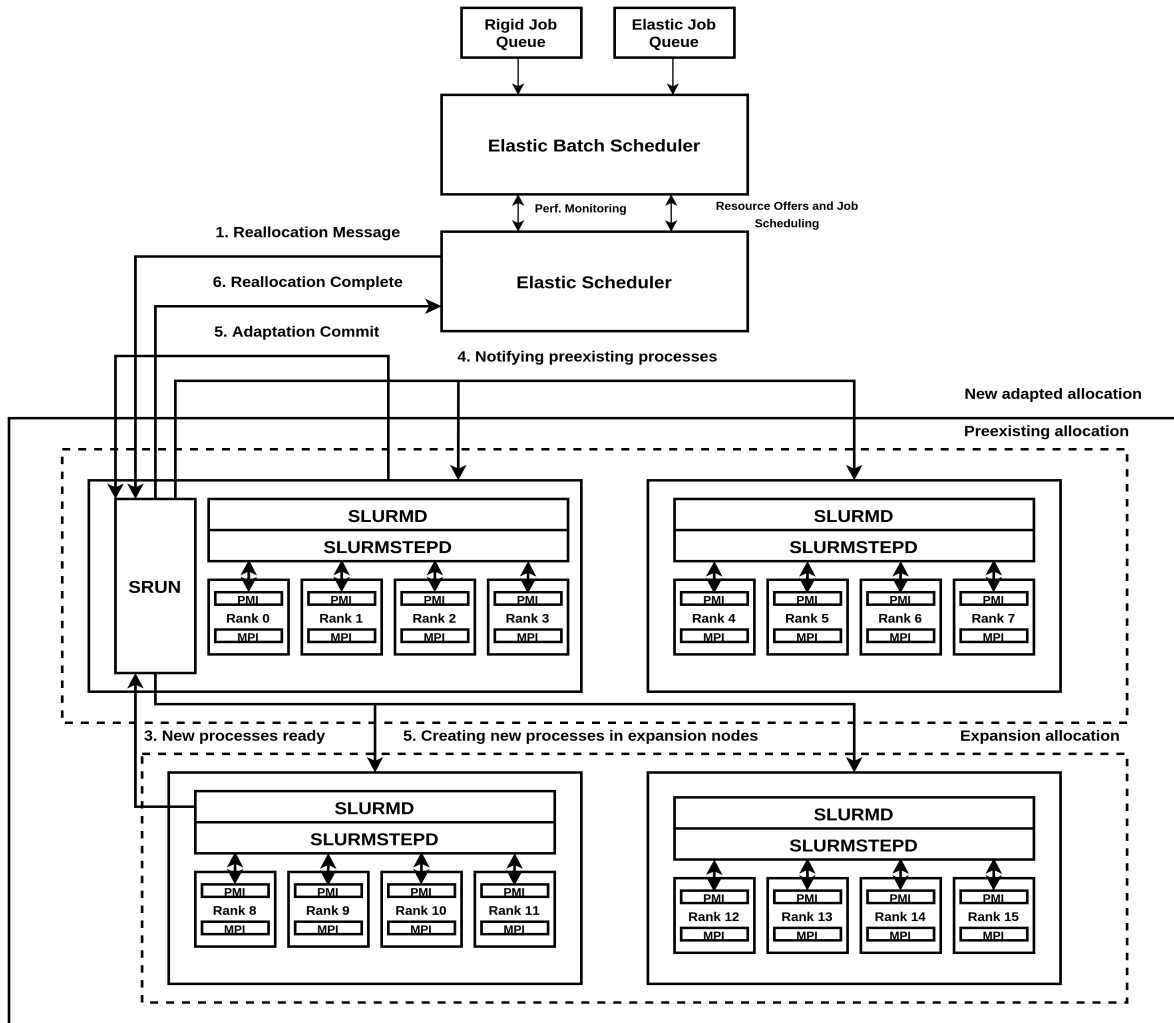 Rigid Job
Queue
Elastic Job
Queue
Elastic Batch Scheduler
Perf. Monitoring
Resource Offers and Job
Scheduling
1. Reallocation Message
Elastic Scheduler
6. Reallocation Complete
5. Adaptation Commit
4. Notifying preexisting processes
New adapted allocation
Preexisting allocation
SRUN
SLURMD
SLURMSTEPD
PMI
Rank 0
MPI
PMI
Rank 1
MPI
PMI
Rank 2
MPI
PMI
Rank 3
MPI
SLURMD
SLURMSTEPD
PMI
Rank 4
MPI
PMI
Rank 5
MPI
PMI
Rank 6
MPI
PMI
Rank 7
MPI
3. New processes ready
5. Creating new processes in expansion nodes
Expansion allocation
SLURMD
SLURMSTEPD
PMI
Rank 8
MPI
PMI
Rank 9
MPI
PMI
Rank 10
MPI
PMI
Rank 11
MPI
SLURMD
SLURMSTEPD
PMI
Rank 12
MPI
PMI
Rank 13
MPI
PMI
Rank 14
MPI
PMI
Rank 15
MPI